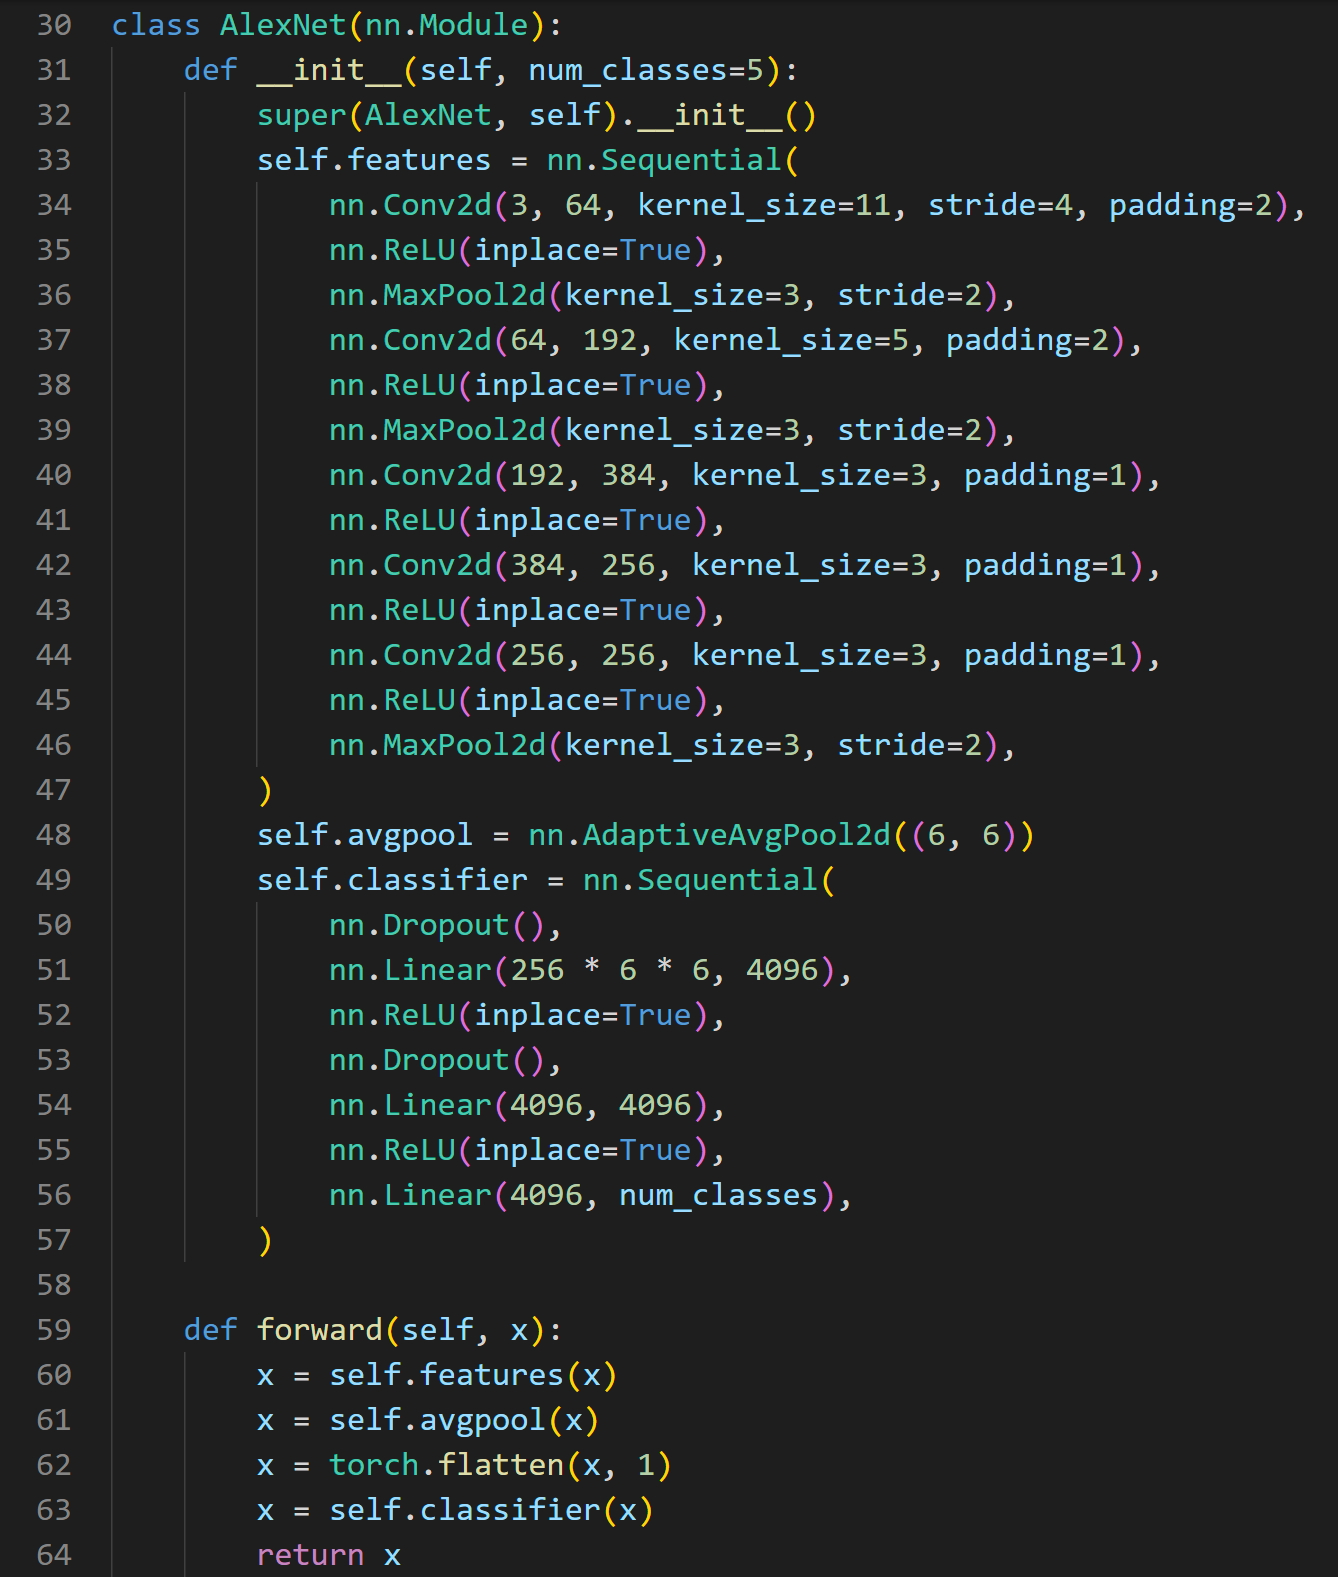 30 class AlexNet(nn.Module):
31     def __init__(self, num_classes=5):
32         super(AlexNet, self).__init__()
33         self.features = nn.Sequential(
34             nn.Conv2d(3, 64, kernel_size=11, stride=4, padding=2),
35             nn.ReLU(inplace=True),
36             nn.MaxPool2d(kernel_size=3, stride=2),
37             nn.Conv2d(64, 192, kernel_size=5, padding=2),
38             nn.ReLU(inplace=True),
39             nn.MaxPool2d(kernel_size=3, stride=2),
40             nn.Conv2d(192, 384, kernel_size=3, padding=1),
41             nn.ReLU(inplace=True),
42             nn.Conv2d(384, 256, kernel_size=3, padding=1),
43             nn.ReLU(inplace=True),
44             nn.Conv2d(256, 256, kernel_size=3, padding=1),
45             nn.ReLU(inplace=True),
46             nn.MaxPool2d(kernel_size=3, stride=2),
47         )
48         self.avgpool = nn.AdaptiveAvgPool2d((6, 6))
49         self.classifier = nn.Sequential(
50             nn.Dropout(),
51             nn.Linear(256 * 6 * 6, 4096),
52             nn.ReLU(inplace=True),
53             nn.Dropout(),
54             nn.Linear(4096, 4096),
55             nn.ReLU(inplace=True),
56             nn.Linear(4096, num_classes),
57         )
58
59     def forward(self, x):
60         x = self.features(x)
61         x = self.avgpool(x)
62         x = torch.flatten(x, 1)
63         x = self.classifier(x)
64         return x